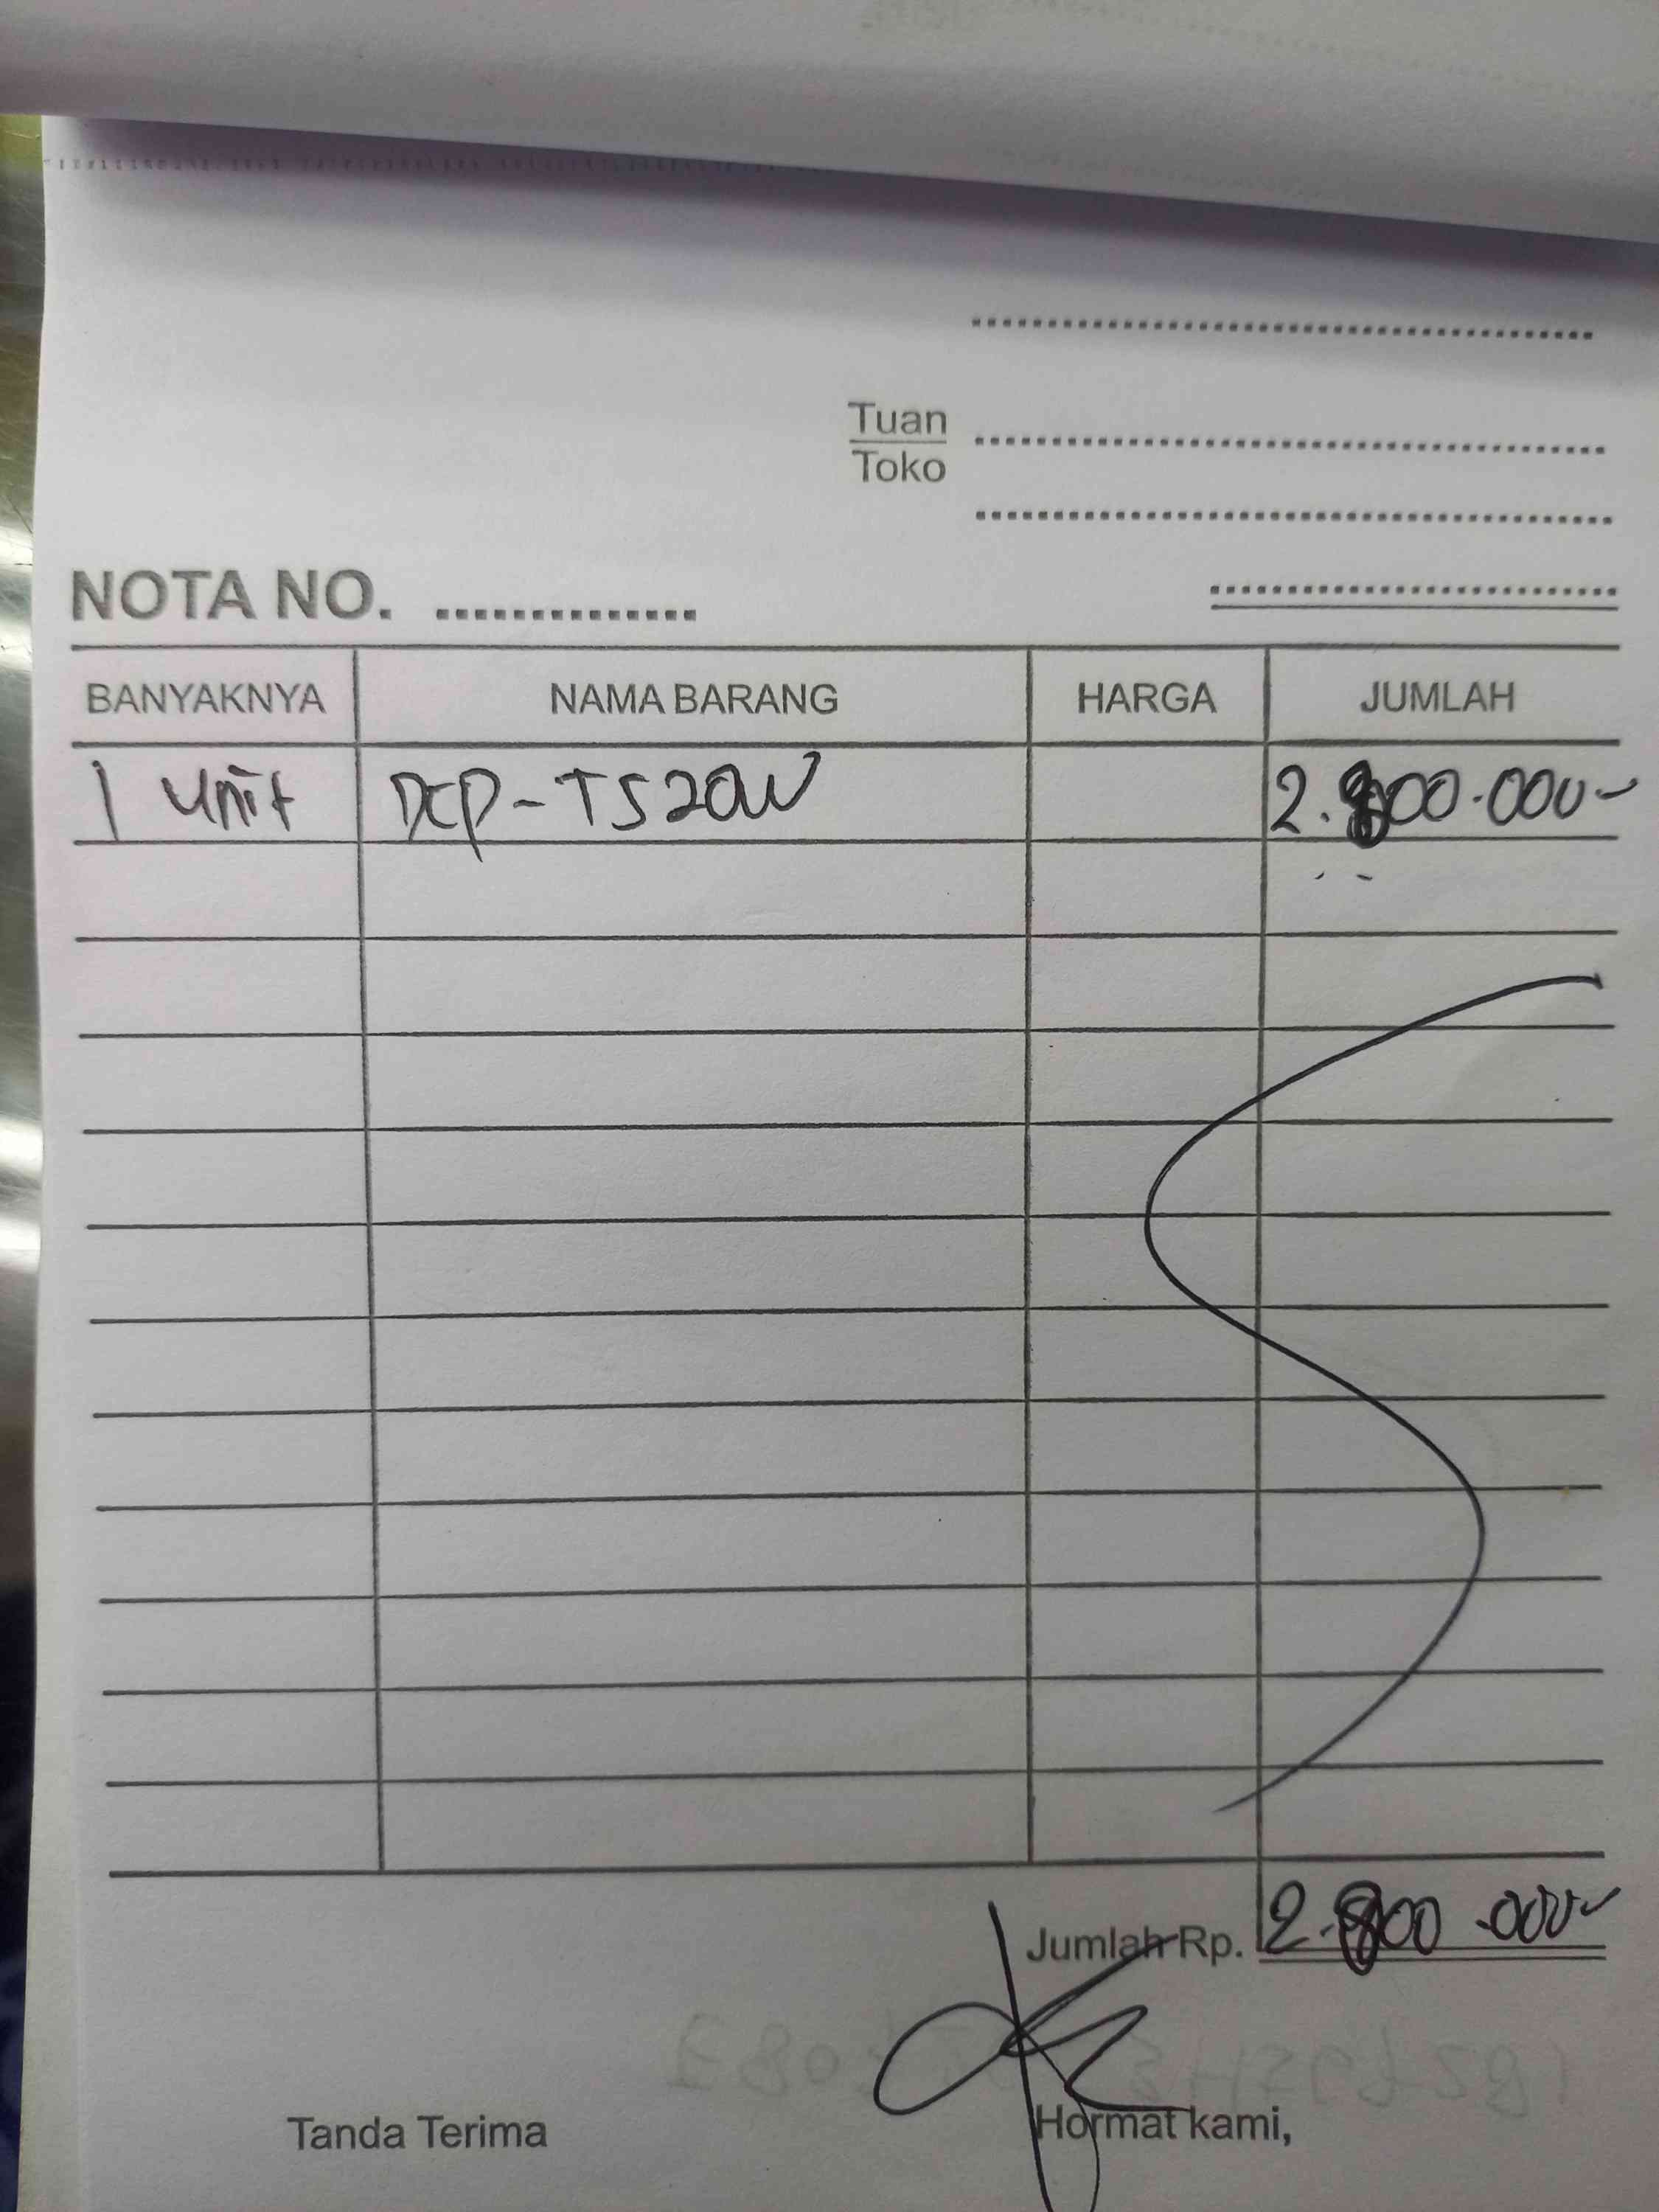 Tuan
Toko
NOTA NO. ..............
BANYAKNYA NAMA BARANG HARGA JUMLAH
1 Unit DCP-T520W 2.800.000-
Jumlah Rp. 2.800.000-
Tanda Terima Hormat kami,